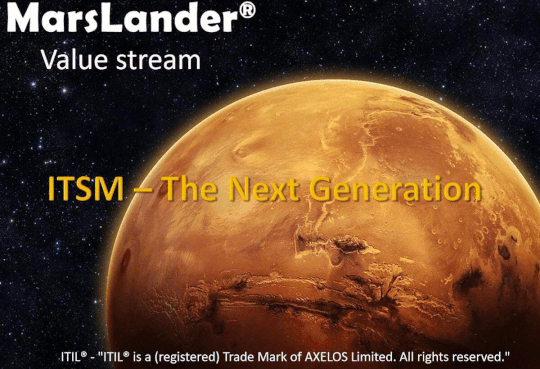 MarsLander®
Value stream
ITSM – The Next Generation
ITIL® - "ITIL® is a (registered) Trade Mark of AXELOS Limited. All rights reserved."